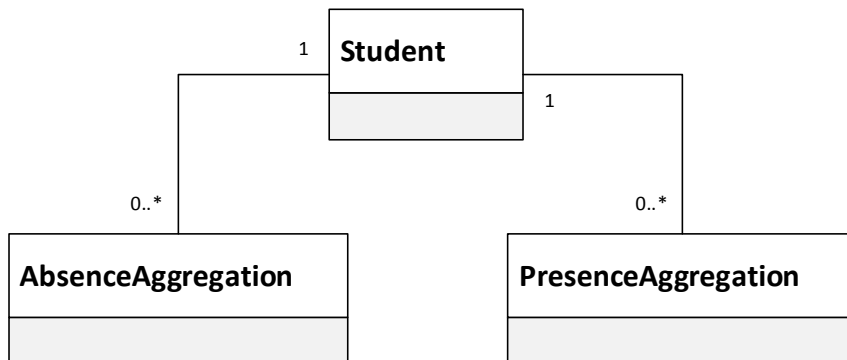 1
Student
1
0..*
0..*
AbsenceAggregation
PresenceAggregation